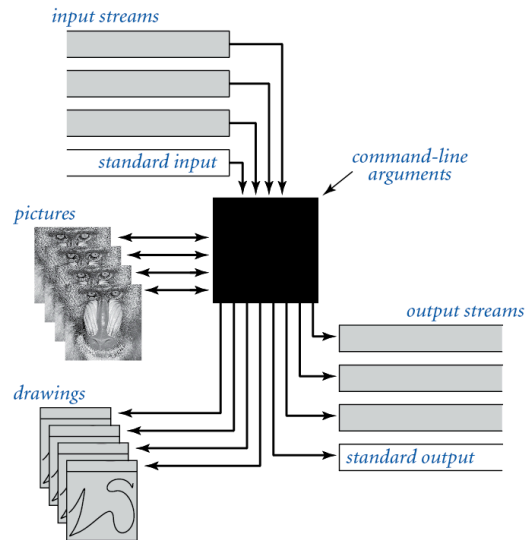 input streams
standard input
command-line
arguments
pictures
output streams
drawings
standard output